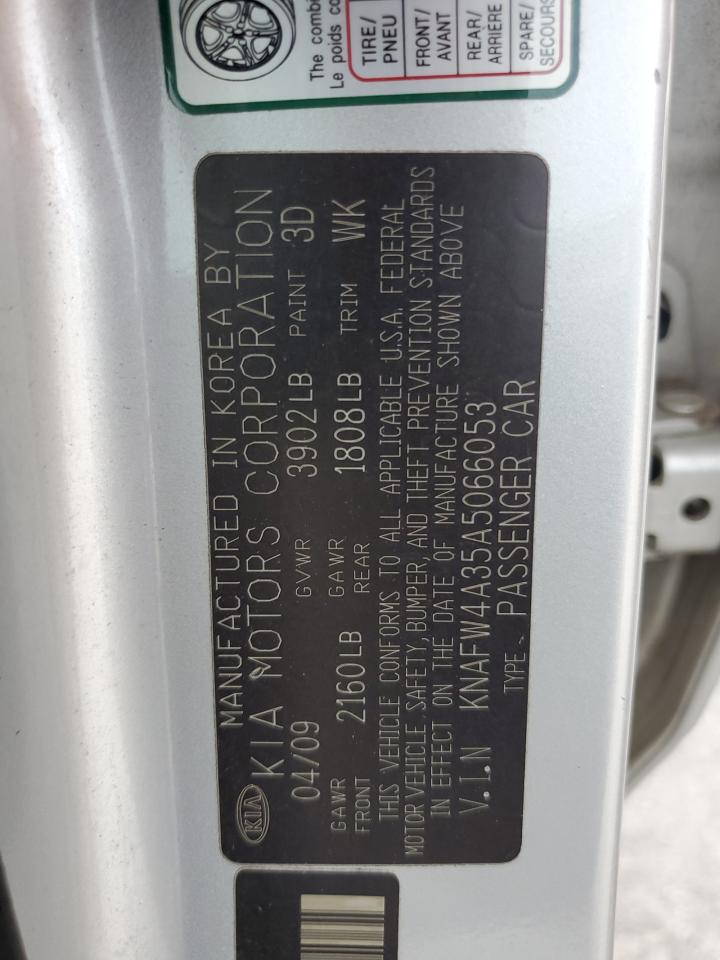 The combi
Le poids co
TIRE/
PNEU
FRONT/
AVANT
REAR/
ARRIÈRE
SPARE/
SECOURS
MANUFACTURED IN KOREA BY
KIA KIA MOTORS CORPORATION
04/09 GVWR 3902LB PAINT 3D
GAWR FRONT 2160LB GAWR REAR 1808LB TRIM WK
THIS VEHICLE CONFORMS TO ALL APPLICABLE U.S.A. FEDERAL
MOTOR VEHICLE SAFETY, BUMPER, AND THEFT PREVENTION STANDARDS
IN EFFECT ON THE DATE OF MANUFACTURE SHOWN ABOVE
V.I.N KNAFW4A35A5066053
TYPE PASSENGER CAR